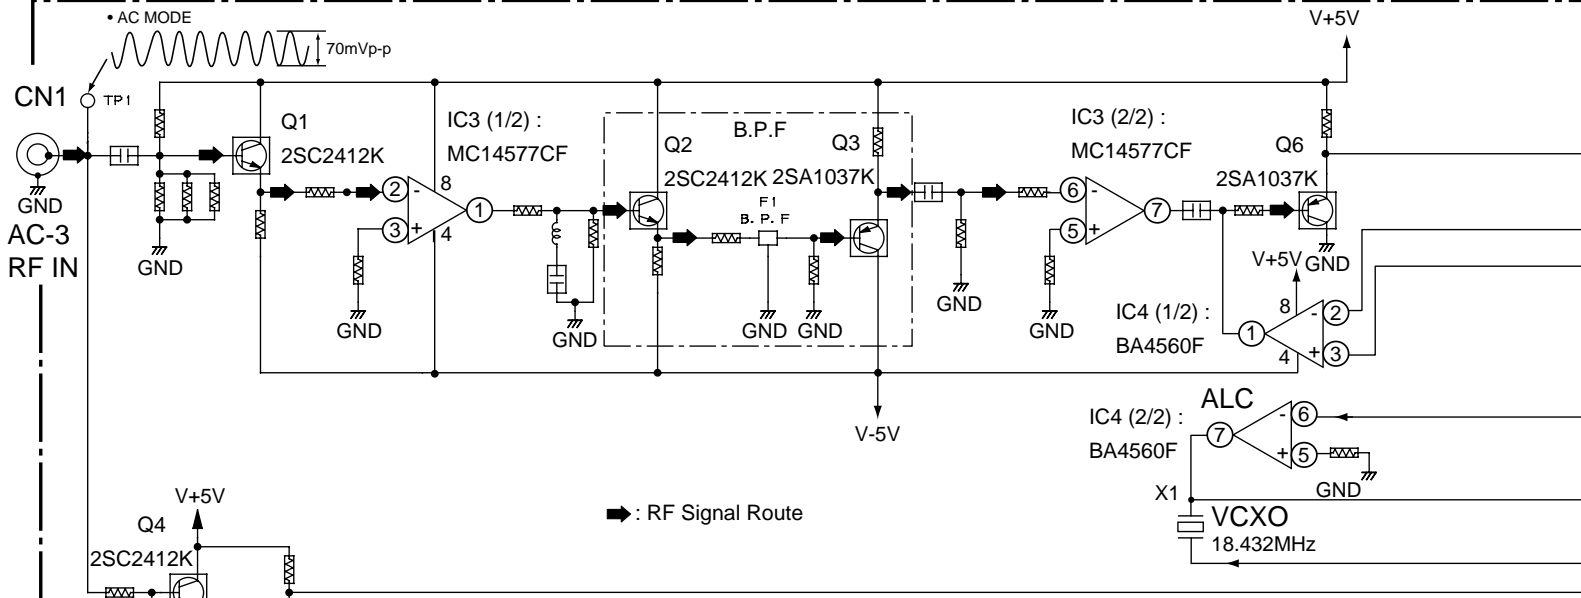 • AC MODE
V+5V
70mVp-p
CN1
TP1
Q1
2SC2412K
IC3 (1/2) :
MC14577CF
B.P.F
Q2
Q3
2SC2412K
2SA1037K
IC3 (2/2) :
MC14577CF
Q6
2SA1037K
GND
AC-3
RF IN
GND
2
-
8
3
+
4
1
GND
GND
F1
B.P.F
GND
GND
GND
6
-
5
+
7
GND
GND
V+5V
IC4 (1/2) :
BA4560F
8
-
2
1
4
+
3
V-5V
ALC
IC4 (2/2) :
BA4560F
-
6
7
+
5
GND
X1
VCXO
18.432MHz
V+5V
Q4
2SC2412K
: RF Signal Route